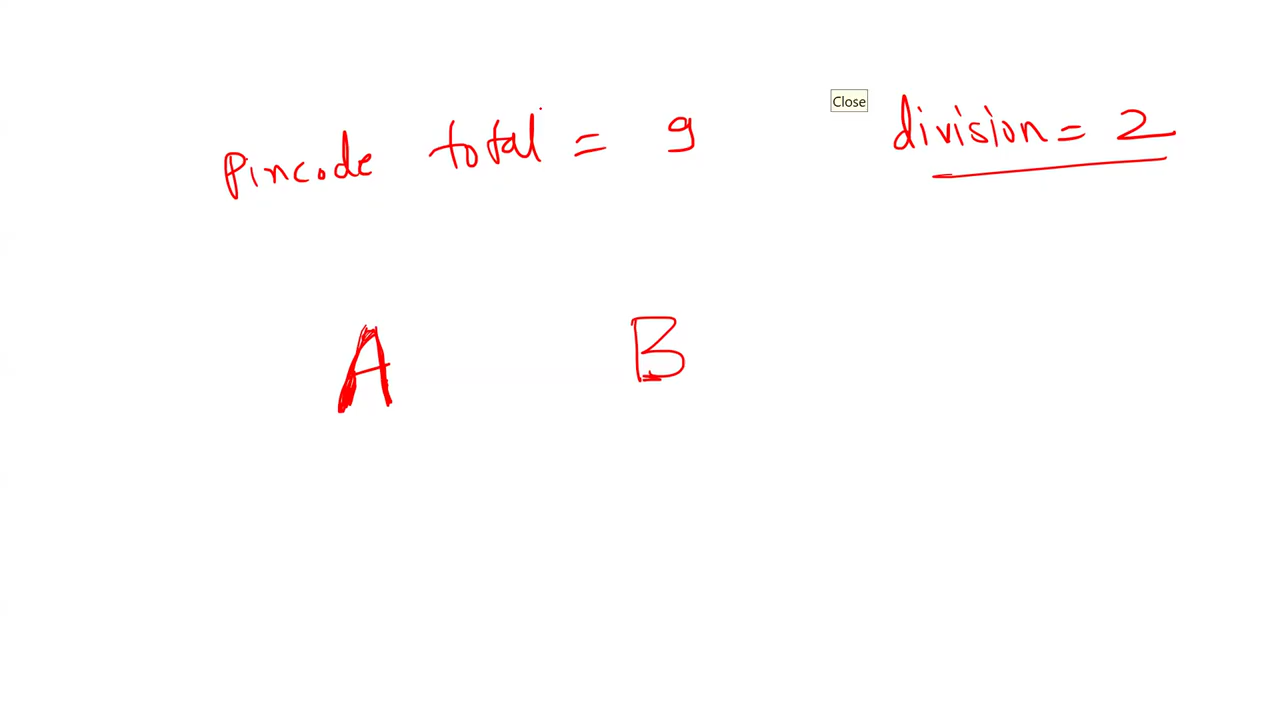 Pincode total = 9 division = 2
Close
A B